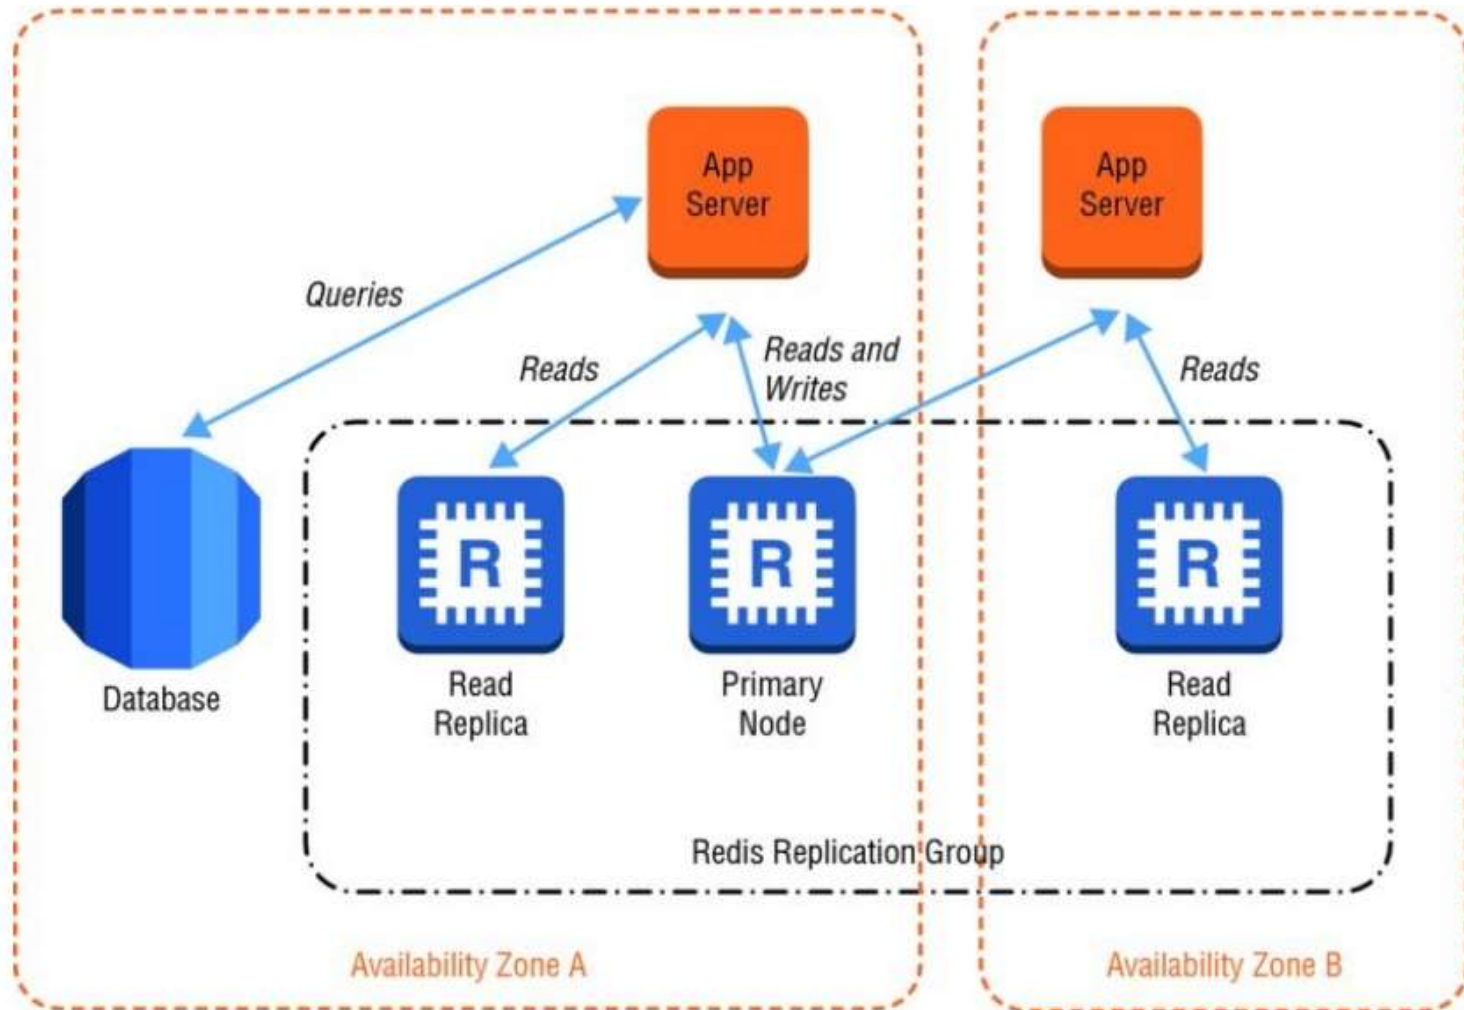 App
Server
App
Server
Queries
Reads
Reads and
Writes
Reads
R
R
R
Database
Read
Replica
Primary
Node
Read
Replica
Redis Replication Group
Availability Zone A
Availability Zone B